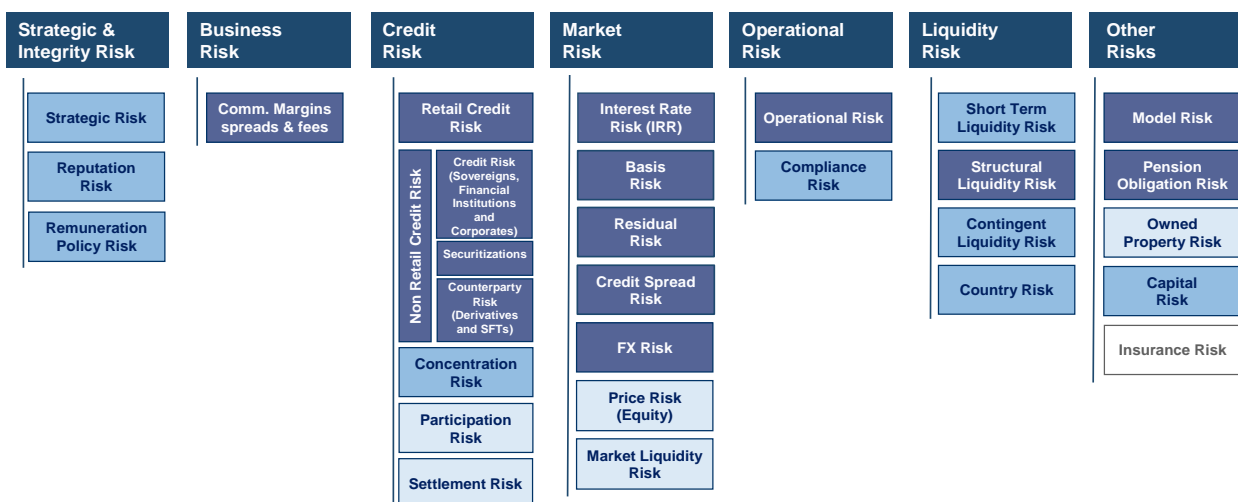 Strategic &
Integrity Risk
Strategic Risk
Reputation
Risk
Remuneration
Policy Risk
Business
Risk
Comm. Margins
spreads & fees
Credit
Risk
Retail Credit
Risk
Non Retail Credit Risk
Credit Risk
(Sovereigns,
Financial
Institutions
and
Corporates)
Securitizations
Counterparty
Risk
(Derivatives
and SFTs)
Concentration
Risk
Participation
Risk
Settlement Risk
Market
Risk
Interest Rate
Risk (IRR)
Basis
Risk
Residual
Risk
Credit Spread
Risk
FX Risk
Price Risk
(Equity)
Market Liquidity
Risk
Operational
Risk
Operational Risk
Compliance
Risk
Liquidity
Risk
Short Term
Liquidity Risk
Structural
Liquidity Risk
Contingent
Liquidity Risk
Country Risk
Other
Risks
Model Risk
Pension
Obligation Risk
Owned
Property Risk
Capital
Risk
Insurance Risk